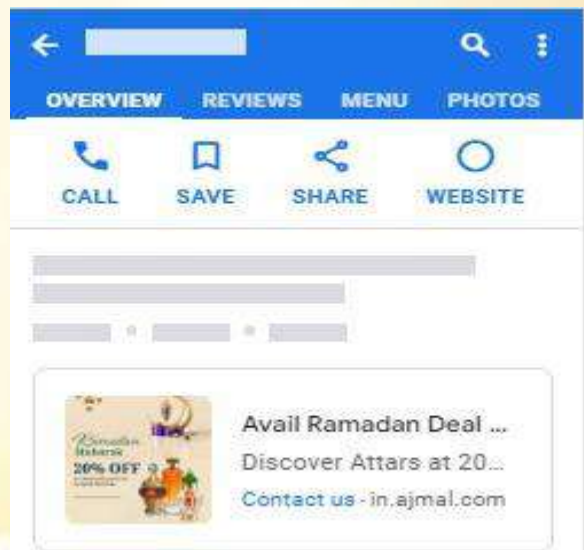 OVERVIEW REVIEWS MENU PHOTOS
CALL SAVE SHARE WEBSITE
Avail Ramadan Deal ...
Discover Attars at 20...
Contact us - in.ajmal.com
Ramadan
Mubarak
20% OFF